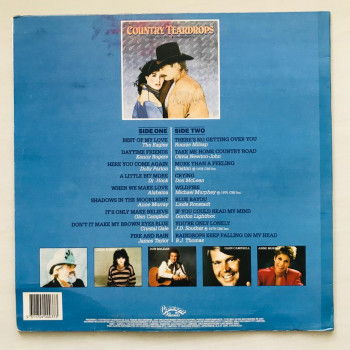 COUNTRY TEARDROPS
SIDE ONE
BEST OF MY LOVE
The Eagles
DAYTIME FRIENDS
Kenny Rogers
HERE YOU COME AGAIN
Dolly Parton
A LITTLE BIT MORE
Dr. Hook
WHEN WE MAKE LOVE
Alabama
SHADOWS IN THE MOONLIGHT
Anne Murray
IT'S ONLY MAKE BELIEVE
Glen Campbell
DON'T IT MAKE MY BROWN EYES BLUE
Crystal Gale
FIRE AND RAIN
James Taylor
SIDE TWO
THERE'S NO GETTING OVER YOU
Ronnie Milsap
TAKE ME HOME COUNTRY ROAD
Olivia Newton-John
MORE THAN A FEELING
Boston
CRYING
Don McLean
WILDFIRE
Michael Murphey
BLUE BAYOU
Linda Ronstadt
IF YOU COULD READ MY MIND
Gordon Lightfoot
YOU'RE ONLY LONELY
J.D. Souther
RAINDROPS KEEP FALLING ON MY HEAD
B.J. Thomas
GLEN CAMPBELL